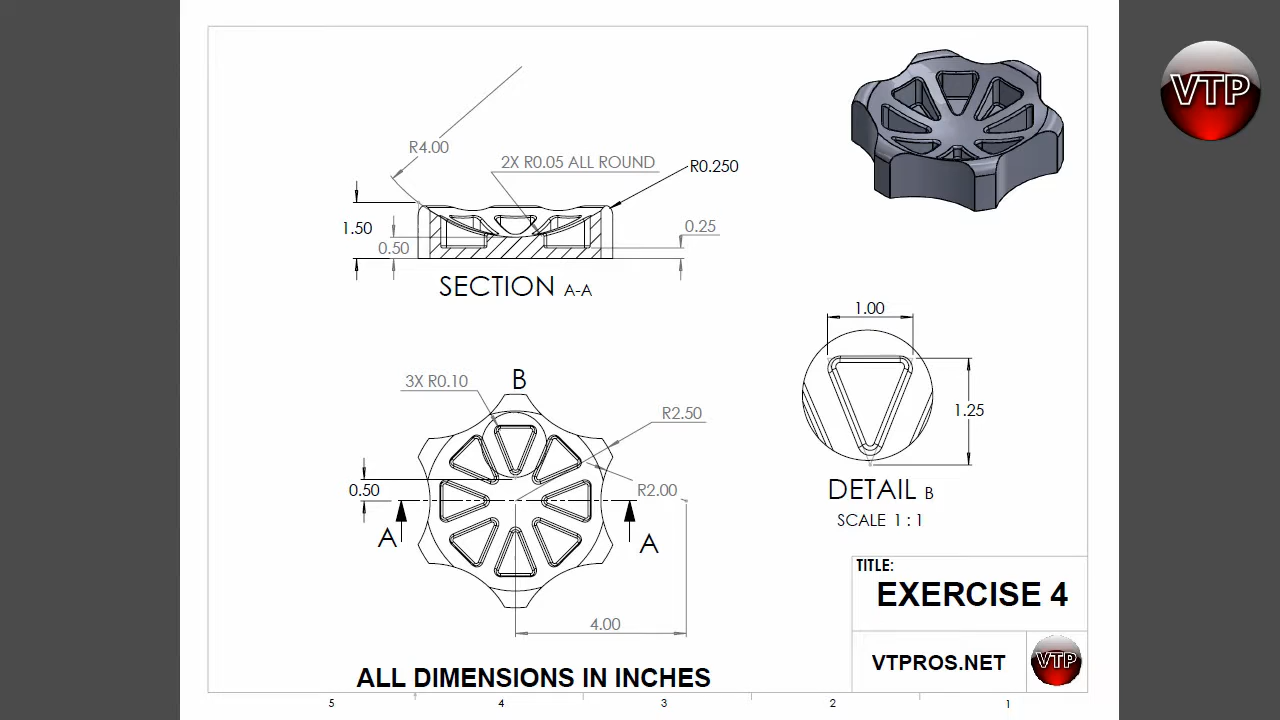 VTP
R4.00
2X R0.05 ALL ROUND
R0.250
1.50
0.50
0.25
SECTION A-A
1.00
1.25
DETAIL B
SCALE 1 : 1
3X R0.10
B
R2.50
0.50
R2.00
A
A
4.00
ALL DIMENSIONS IN INCHES
TITLE:
EXERCISE 4
VTPROS.NET
VTP
5 4 3 2 1